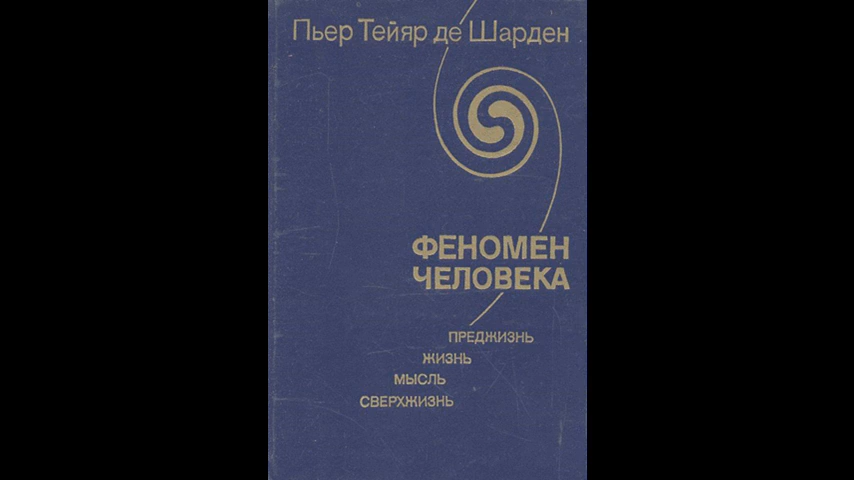 Пьер Тейяр де Шарден
ФЕНОМЕН
ЧЕЛОВЕКА
ПРЕДЖИЗНЬ
ЖИЗНЬ
МЫСЛЬ
СВЕРХЖИЗНЬ